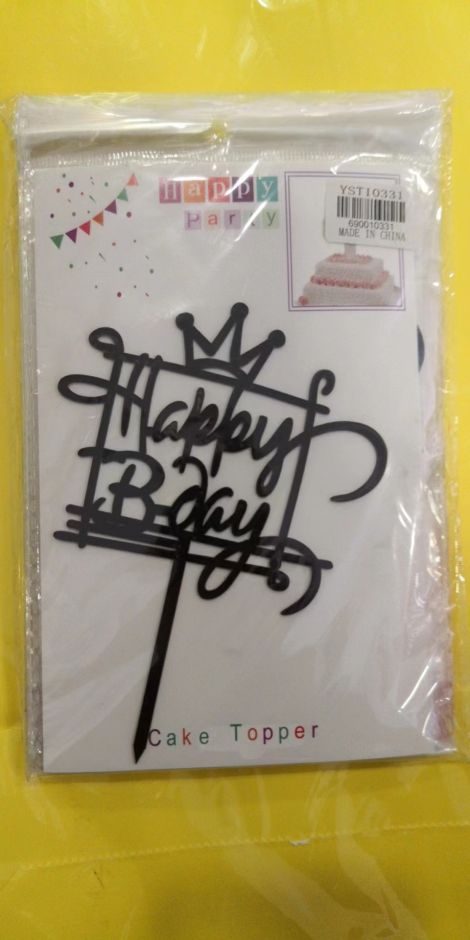 Happy
Party
YST10331
690010331
MADE IN CHINA
Happy
B'day
Cake Topper